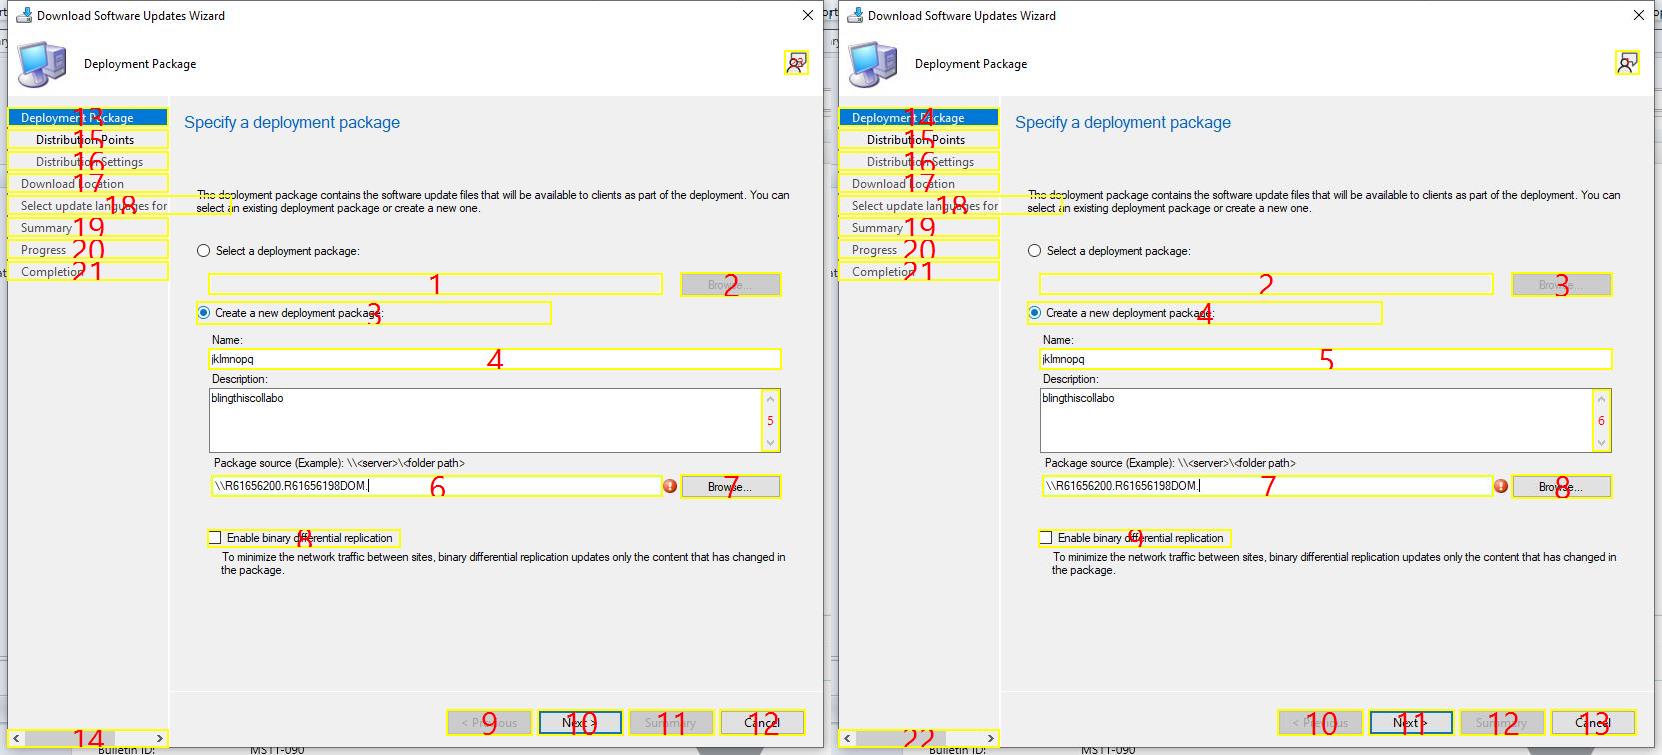 Download Software Updates Wizard
Deployment Package
13
Deployment Package
15
Distribution Points
16
Distribution Settings
17
Download Location
18
Select update languages for
19
Summary
20
Progress
21
Completion
14
Specify a deployment package
The deployment package contains the software update files that will be available to clients as part of the deployment. You can
select an existing deployment package or create a new one.
Select a deployment package:
1
2
Browse...
3
Create a new deployment package:
Name:
jklmnopq
4
Description:
blingthiscollabo
5
Package source (Example): \\<server>\<folder path>
\\R61656200.R61656198DOM.
6
7
Browse...
8
Enable binary differential replication
To minimize the network traffic between sites, binary differential replication updates only the content that has changed in
the package.
9
< Previous
10
Next >
11
Summary
12
Cancel
Bulletin ID: MS11-090
Download Software Updates Wizard
Deployment Package
1
14
Deployment Package
15
Distribution Points
16
Distribution Settings
17
Download Location
18
Select update languages for
19
Summary
20
Progress
21
Completion
22
Specify a deployment package
The deployment package contains the software update files that will be available to clients as part of the deployment. You can
select an existing deployment package or create a new one.
Select a deployment package:
2
3
Browse...
4
Create a new deployment package:
Name:
jklmnopq
5
Description:
blingthiscollabo
6
Package source (Example): \\<server>\<folder path>
\\R61656200.R61656198DOM.
7
8
Browse...
9
Enable binary differential replication
To minimize the network traffic between sites, binary differential replication updates only the content that has changed in
the package.
10
< Previous
11
Next >
12
Summary
13
Cancel
Bulletin ID: MS11-090